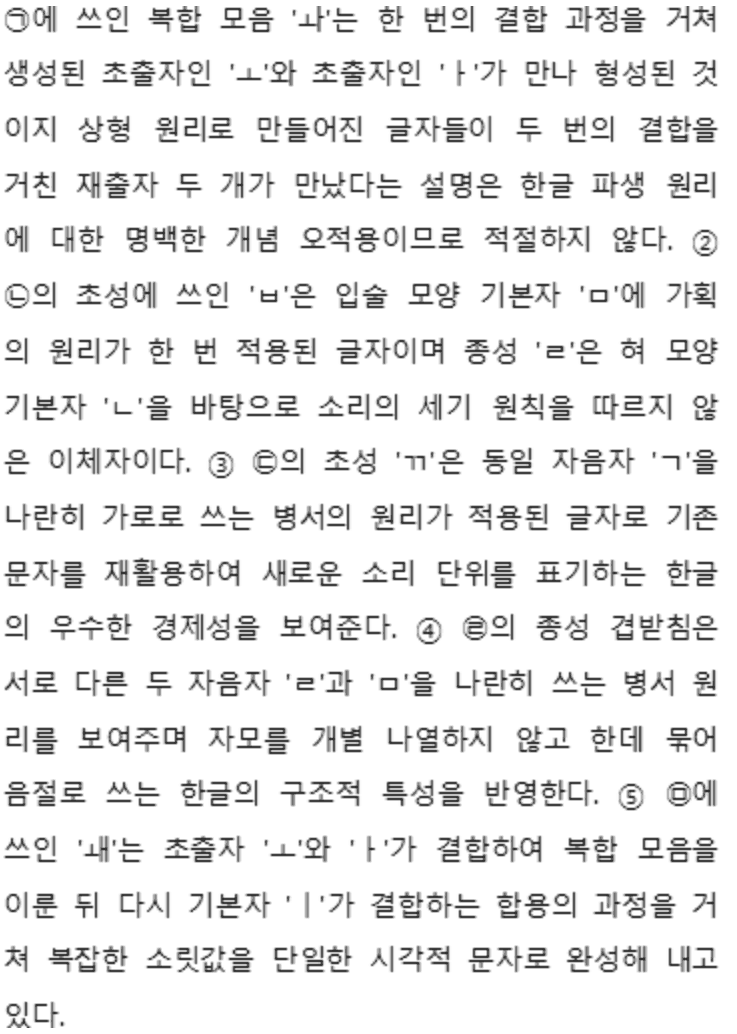 ㉠에 쓰인 복합 모음 'ㅘ'는 한 번의 결합 과정을 거쳐
생성된 초출자인 'ㅗ'와 초출자인 'ㅏ'가 만나 형성된 것
이지 상형 원리로 만들어진 글자들이 두 번의 결합을
거친 재출자 두 개가 만났다는 설명은 한글 파생 원리
에 대한 명백한 개념 오적용이므로 적절하지 않다. ②
㉡의 초성에 쓰인 'ㅂ'은 입술 모양 기본자 'ㅁ'에 가획
의 원리가 한 번 적용된 글자이며 종성 'ㄹ'은 혀 모양
기본자 'ㄴ'을 바탕으로 소리의 세기 원칙을 따르지 않
은 이체자이다. ③ ㉢의 초성 'ㄲ'은 동일 자음자 'ㄱ'을
나란히 가로로 쓰는 병서의 원리가 적용된 글자로 기존
문자를 재활용하여 새로운 소리 단위를 표기하는 한글
의 우수한 경제성을 보여준다. ④ ㉣의 종성 겹받침은
서로 다른 두 자음자 'ㄹ'과 'ㅁ'을 나란히 쓰는 병서 원
리를 보여주며 자모를 개별 나열하지 않고 한데 묶어
음절로 쓰는 한글의 구조적 특성을 반영한다. ⑤ ㉤에
쓰인 'ㅙ'는 초출자 'ㅗ'와 'ㅏ'가 결합하여 복합 모음을
이룬 뒤 다시 기본자 'ㅣ'가 결합하는 합용의 과정을 거
쳐 복잡한 소릿값을 단일한 시각적 문자로 완성해 내고
있다.